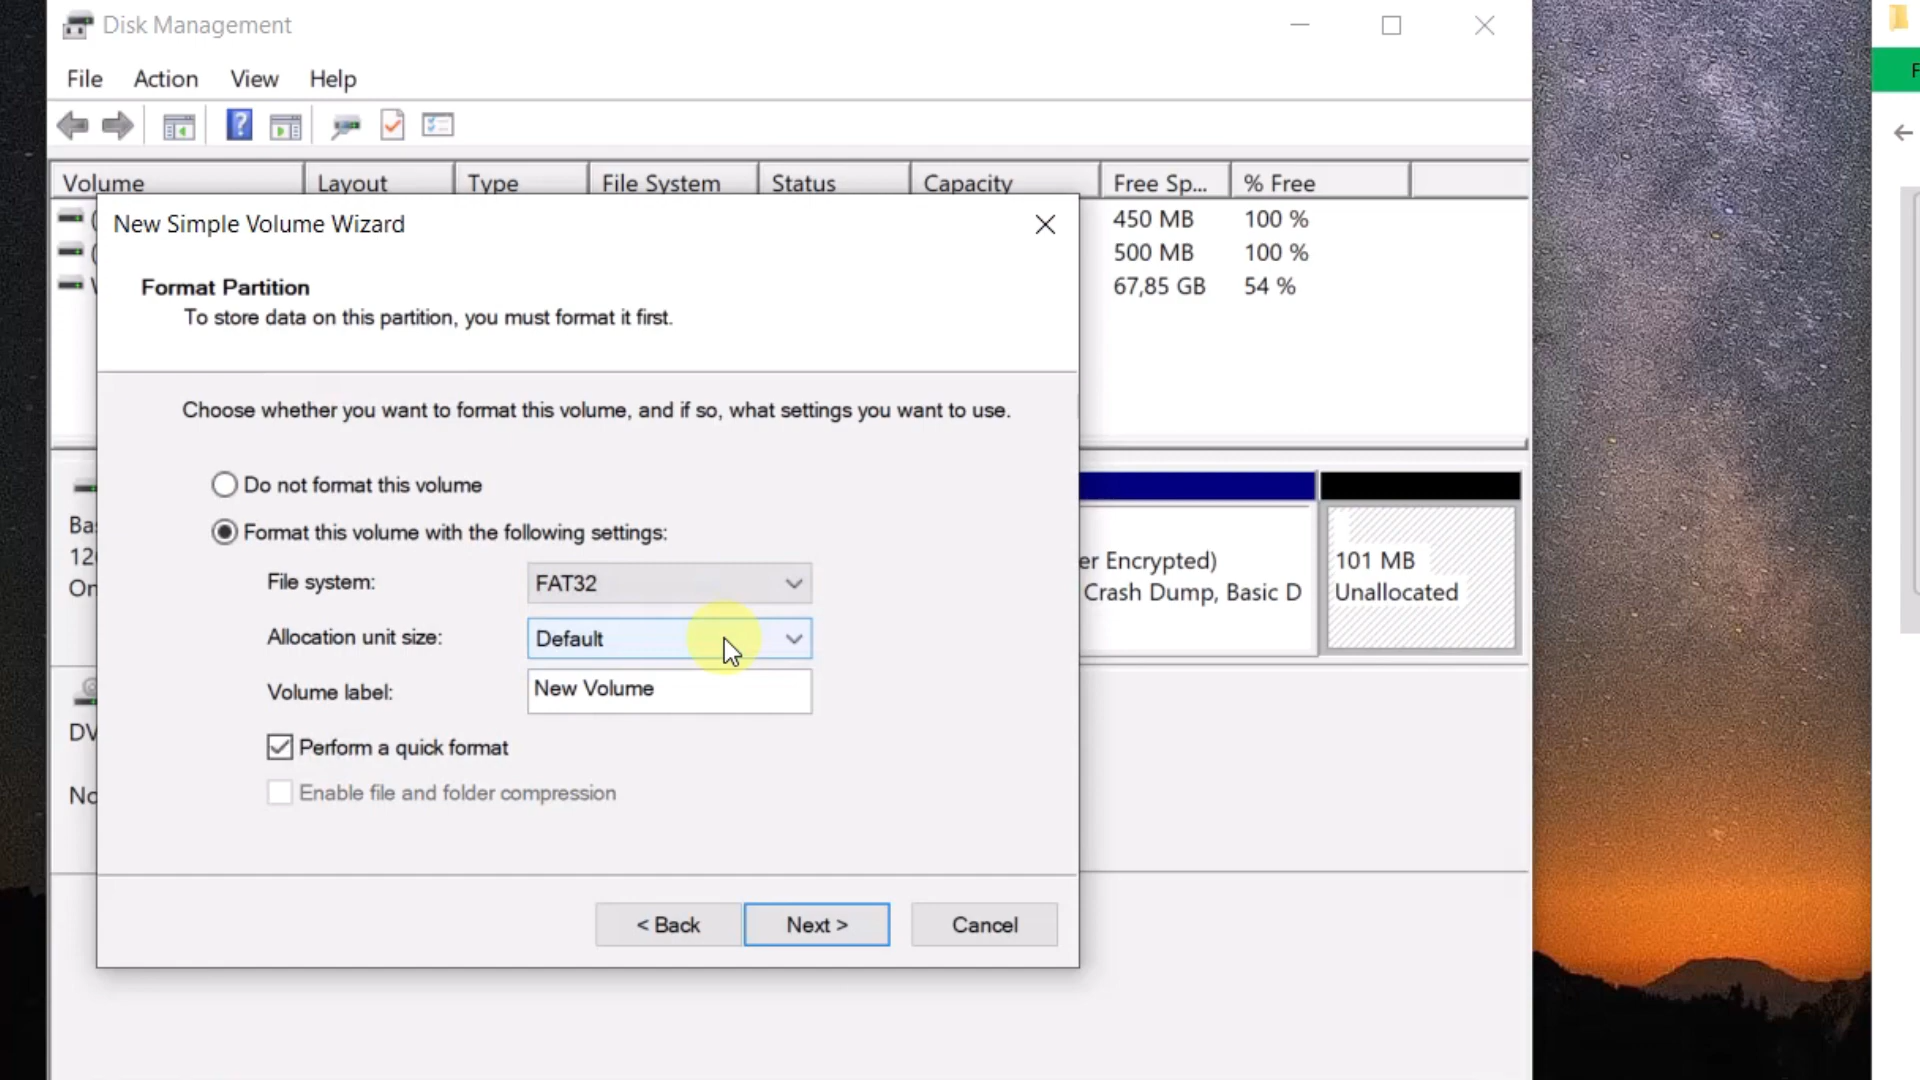 Disk Management
File Action View Help
Volume Layout Type File System Status Capacity Free Sp... % Free
450 MB 100 %
500 MB 100 %
67,85 GB 54 %
New Simple Volume Wizard
Format Partition
To store data on this partition, you must format it first.
Choose whether you want to format this volume, and if so, what settings you want to use.
Do not format this volume
Format this volume with the following settings:
File system: FAT32
Allocation unit size: Default
Volume label: New Volume
Perform a quick format
Enable file and folder compression
< Back Next > Cancel
er Encrypted)
Crash Dump, Basic D
101 MB
Unallocated
Ba
12
On
DV
No
F